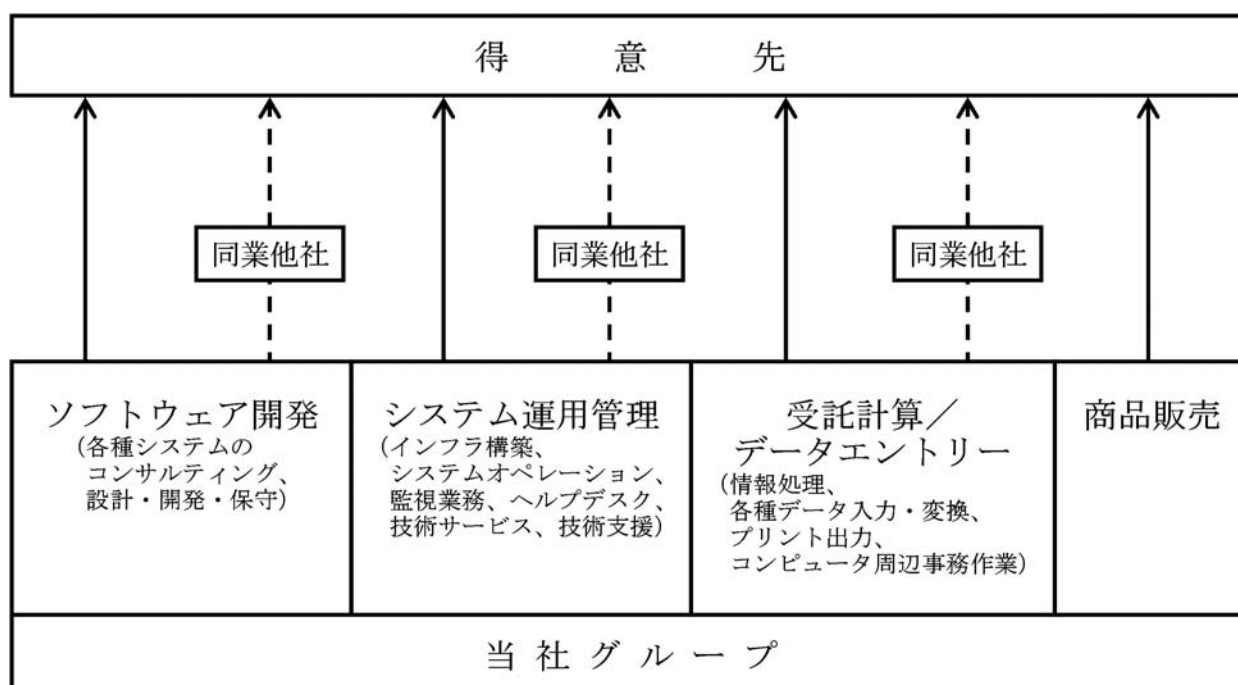 得意先
同業他社
同業他社
同業他社
ソフトウェア開発
(各種システムの
コンサルティング、
設計・開発・保守)
システム運用管理
(インフラ構築、
システムオペレーション、
監視業務、ヘルプデスク、
技術サービス、技術支援)
受託計算／
データエントリー
(情報処理、
各種データ入力・変換、
プリント出力、
コンピュータ周辺事務作業)
商品販売
当社グループ